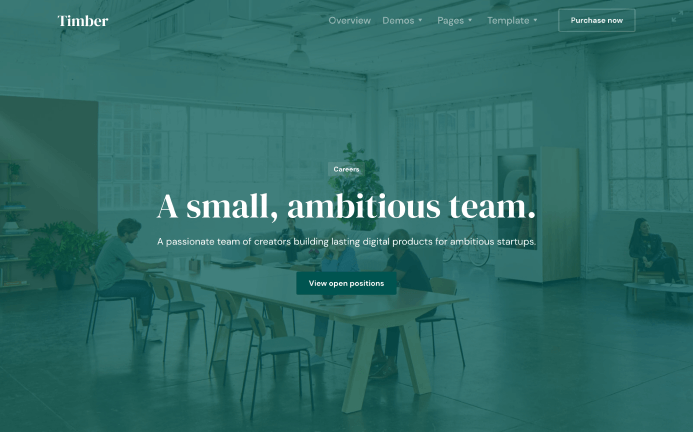 Timber
Overview
Demos
Pages
Template
Purchase now
Careers
A small, ambitious team.
A passionate team of creators building lasting digital products for ambitious startups.
View open positions